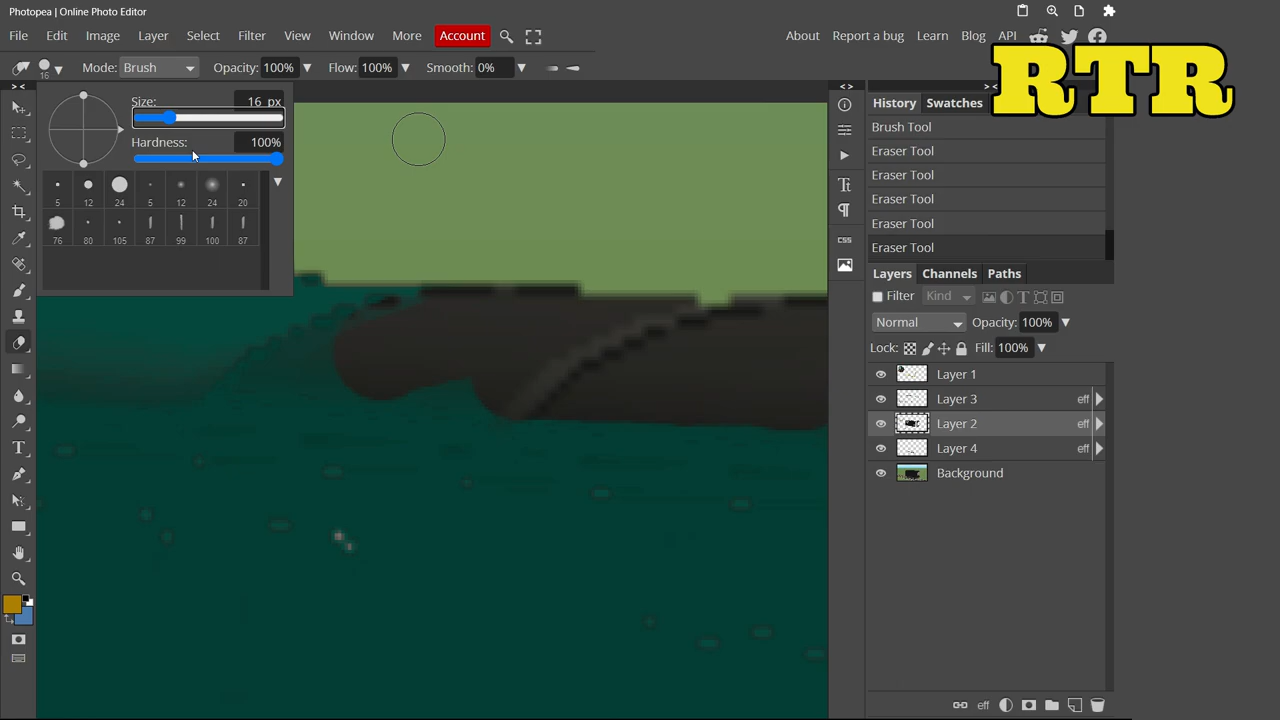 Photopea | Online Photo Editor
File Edit Image Layer Select Filter View Window More Account
About Report a bug Learn Blog API
RTR
16 Mode: Brush Opacity: 100% Flow: 100% Smooth: 0%
> < < > > <
Size: 16 px
Hardness: 100%
5 12 24 5 12 24 20
76 80 105 87 99 100 87
History Swatches
Brush Tool
Eraser Tool
Eraser Tool
Eraser Tool
Eraser Tool
Eraser Tool
CSS
Layers Channels Paths
Filter Kind
Normal Opacity: 100%
Lock: Fill: 100%
Layer 1
Layer 3 eff
Layer 2 eff
Layer 4 eff
Background
eff